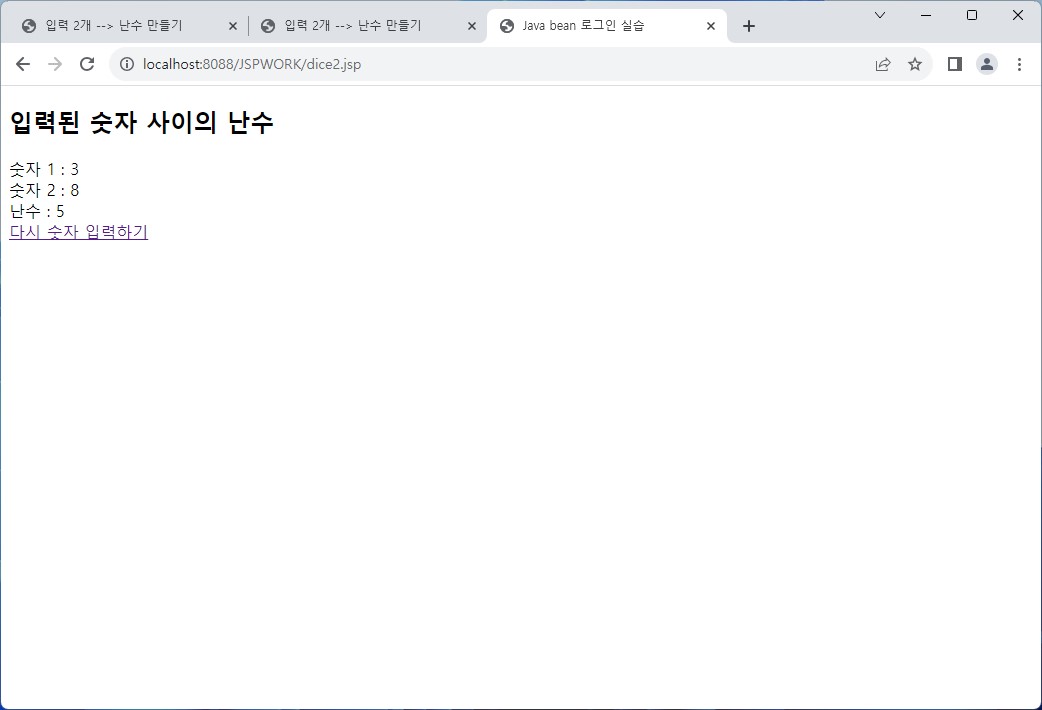 입력 2개 --> 난수 만들기
입력 2개 --> 난수 만들기
Java bean 로그인 실습
localhost:8088/JSPWORK/dice2.jsp
입력된 숫자 사이의 난수
숫자 1 : 3
숫자 2 : 8
난수 : 5
다시 숫자 입력하기